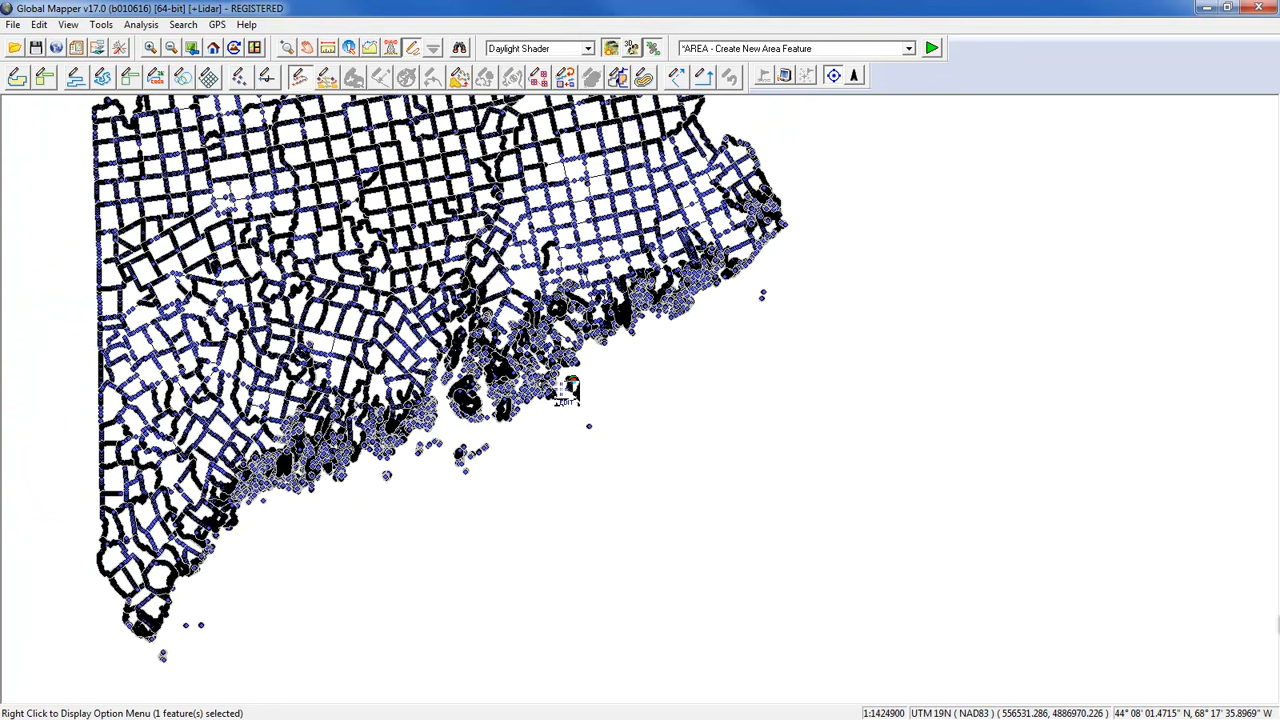 Global Mapper v17.0 (b010616) [64-bit] [+Lidar] - REGISTERED
File Edit View Tools Analysis Search GPS Help
Daylight Shader
*AREA - Create New Area Feature
EDIT
Right Click to Display Option Menu (1 feature(s) selected)
1:1424900
UTM 19N ( NAD83 ) ( 556531.286, 4886970.226 )
44° 08' 01.4715" N, 68° 17' 35.8969" W